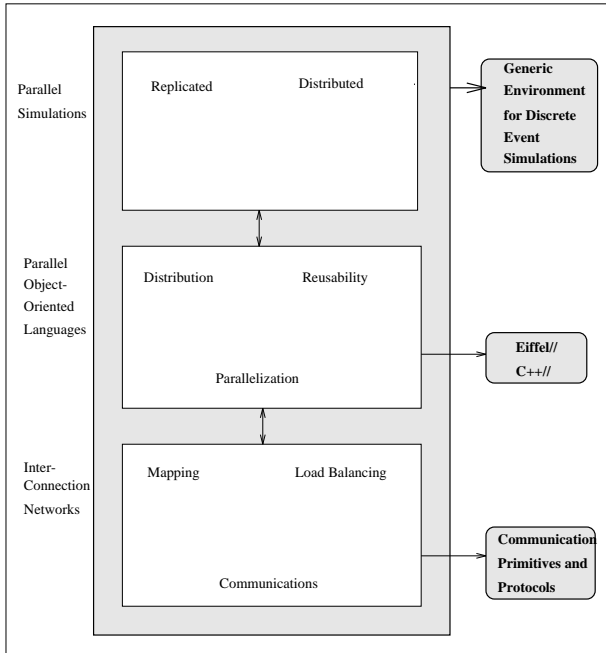 Parallel
Simulations
Replicated
Distributed
Generic
Environment
for Discrete
Event
Simulations
Parallel
Object-
Oriented
Languages
Distribution
Reusability
Parallelization
Eiffel//
C++//
Inter-
Connection
Networks
Mapping
Load Balancing
Communications
Communication
Primitives and
Protocols